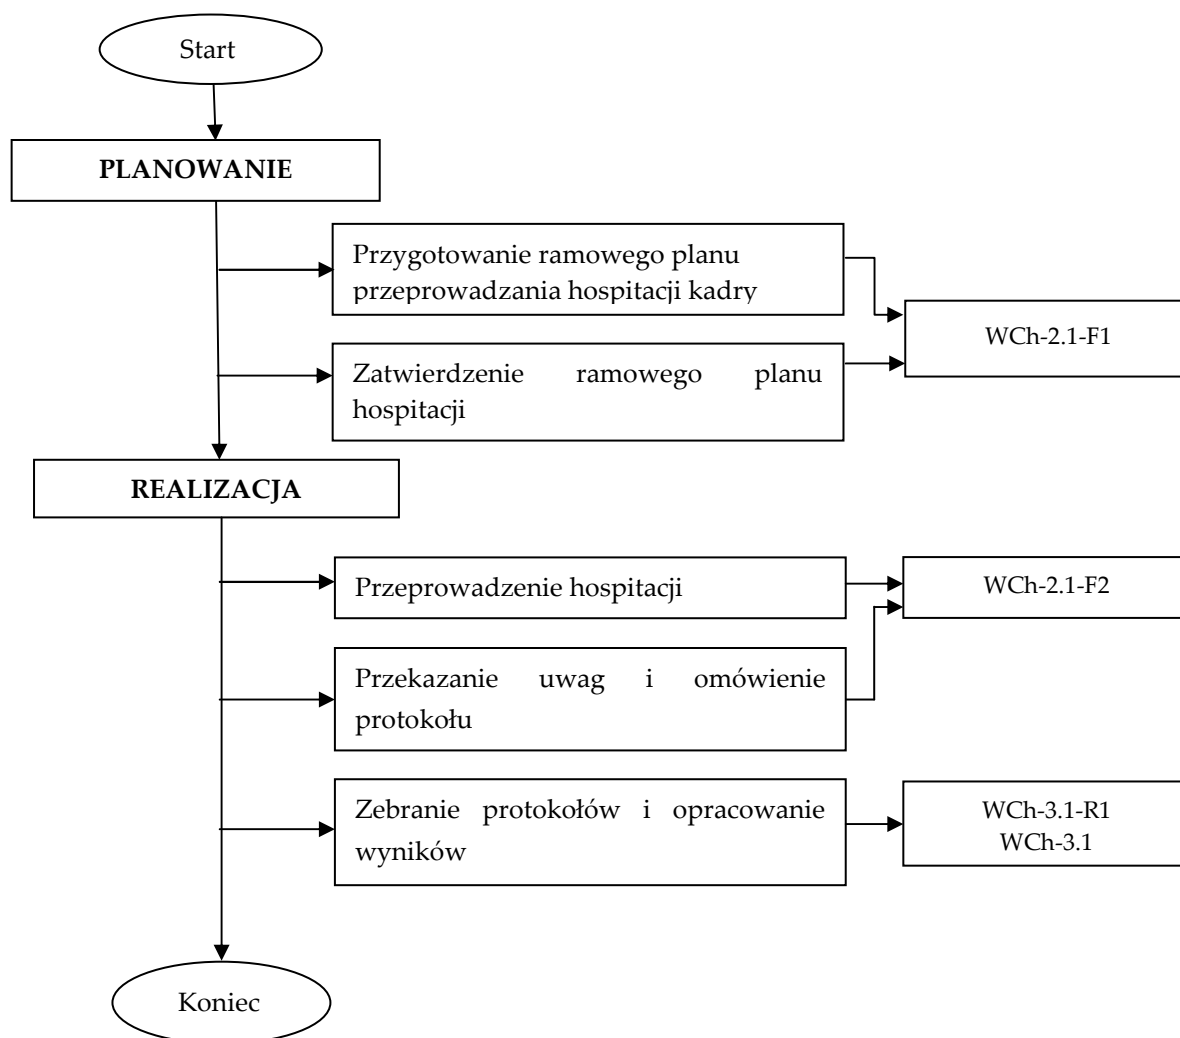 Start
PLANOWANIE
Przygotowanie ramowego planu
przeprowadzania hospitacji kadry
WCh-2.1-F1
Zatwierdzenie ramowego planu
hospitacji
REALIZACJA
Przeprowadzenie hospitacji
WCh-2.1-F2
Przekazanie uwag i omówienie
protokołu
Zebranie protokołów i opracowanie
wyników
WCh-3.1-R1
WCh-3.1
Koniec